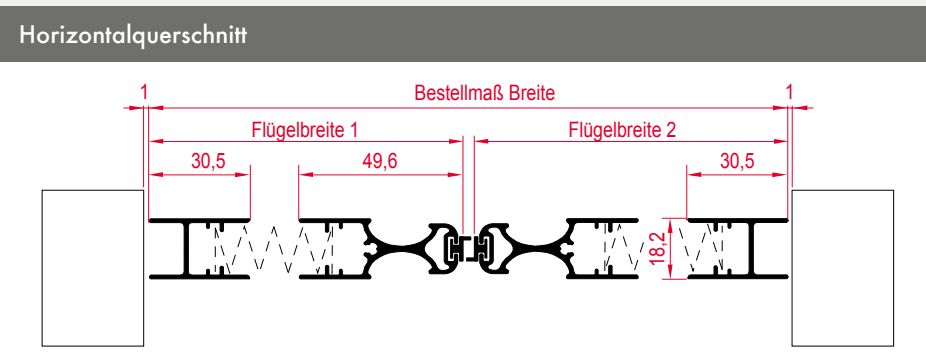 Horizontalquerschnitt
1 Bestellmaß Breite 1
Flügelbreite 1 Flügelbreite 2
30,5 49,6 30,5
18,2